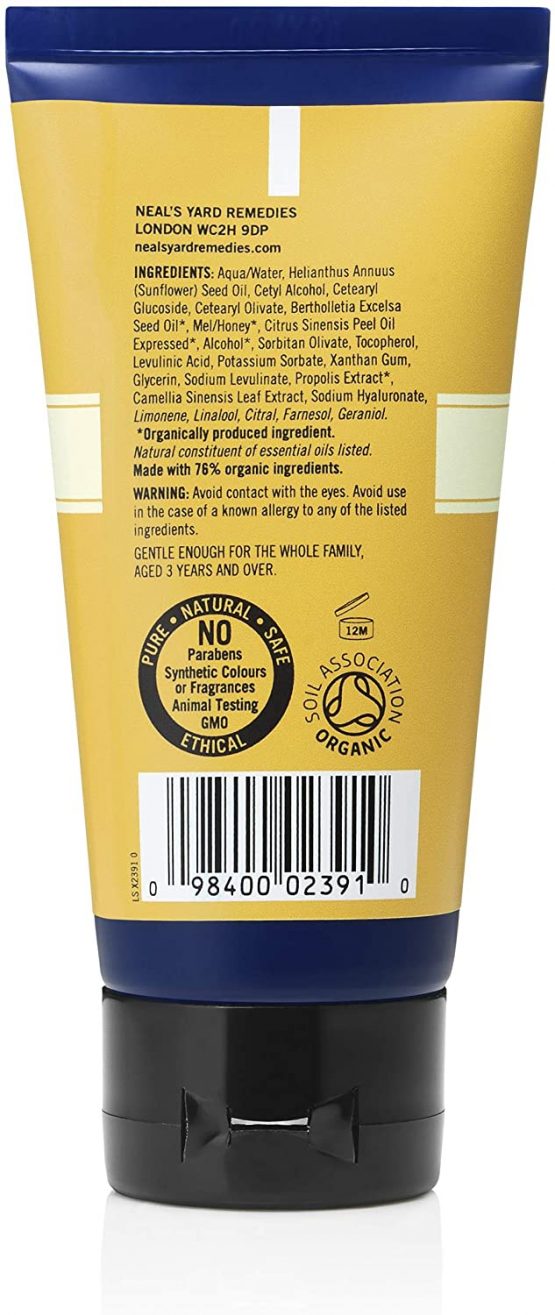 NEAL'S YARD REMEDIES
LONDON WC2H 9DP
nealsyardremedies.com
INGREDIENTS: Aqua/Water, Helianthus Annuus
(Sunflower) Seed Oil, Cetyl Alcohol, Cetearyl
Glucoside, Cetearyl Olivate, Bertholletia Excelsa
Seed Oil*, Mel/Honey*, Citrus Sinensis Peel Oil
Expressed*, Alcohol*, Sorbitan Olivate, Tocopherol,
Levulinic Acid, Potassium Sorbate, Xanthan Gum,
Glycerin, Sodium Levulinate, Propolis Extract*,
Camellia Sinensis Leaf Extract, Sodium Hyaluronate,
Limonene, Linalool, Citral, Farnesol, Geraniol.
*Organically produced ingredient.
Natural constituent of essential oils listed.
Made with 76% organic ingredients.
WARNING: Avoid contact with the eyes. Avoid use
in the case of a known allergy to any of the listed
ingredients.
GENTLE ENOUGH FOR THE WHOLE FAMILY,
AGED 3 YEARS AND OVER.
PURE • NATURAL • SAFE
NO
Parabens
Synthetic Colours
or Fragrances
Animal Testing
GMO
ETHICAL
12M
SOIL ASSOCIATION
ORGANIC
LS X2391 0
0 98400 02391 0